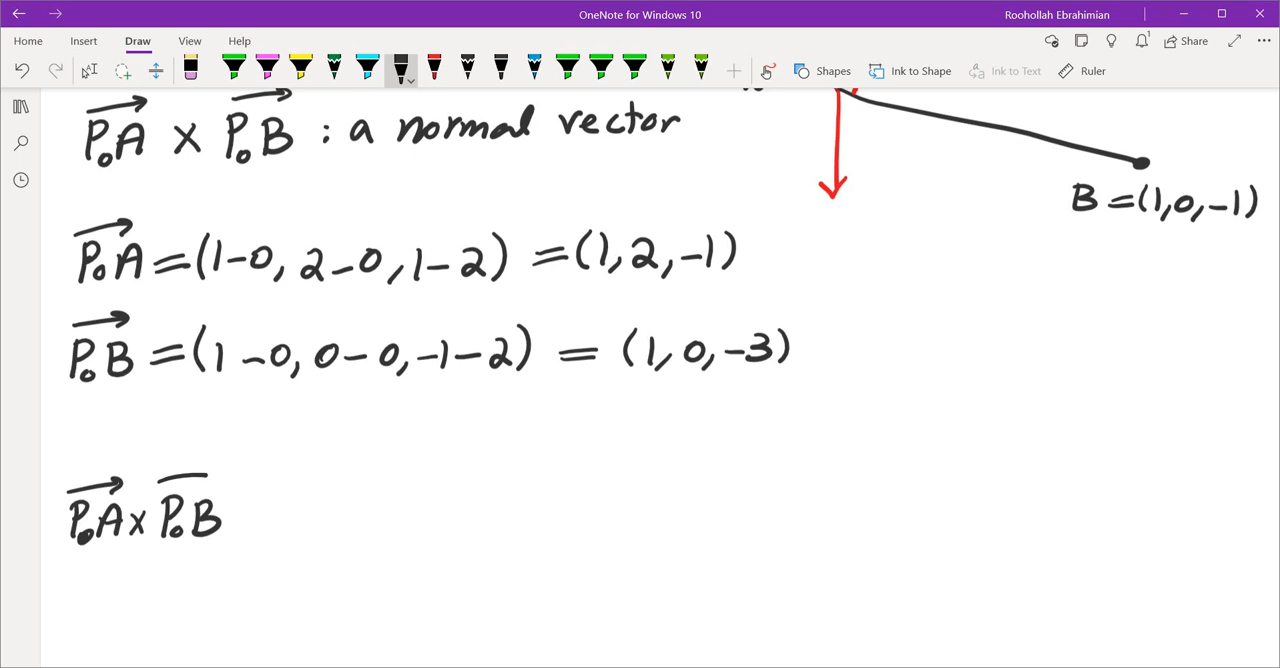 OneNote for Windows 10
Roohollah Ebrahimian
Home Insert Draw View Help
Share
Shapes Ink to Shape Ink to Text Ruler
P₀A × P₀B : a normal vector
B = (1, 0, -1)
P₀A = (1-0, 2-0, 1-2) = (1, 2, -1)
P₀B = (1-0, 0-0, -1-2) = (1, 0, -3)
P₀A × P₀B